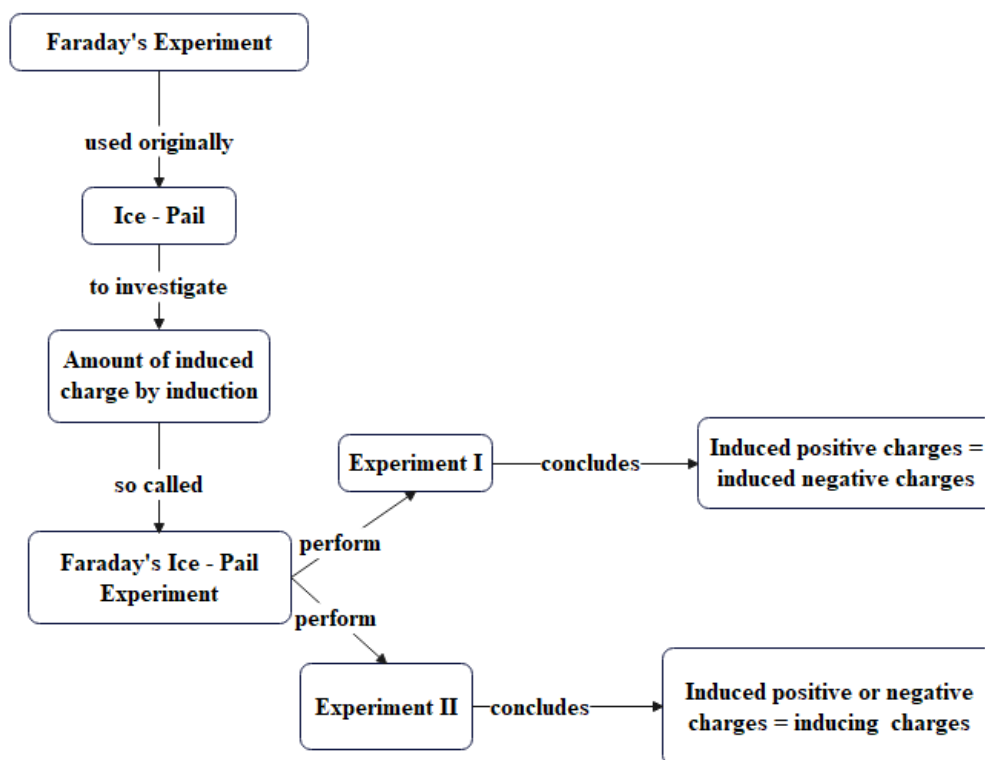 Faraday's Experiment
used originally
Ice - Pail
to investigate
Amount of induced
charge by induction
so called
Faraday's Ice - Pail
Experiment
perform
Experiment I
concludes
Induced positive charges =
induced negative charges
perform
Experiment II
concludes
Induced positive or negative
charges = inducing charges